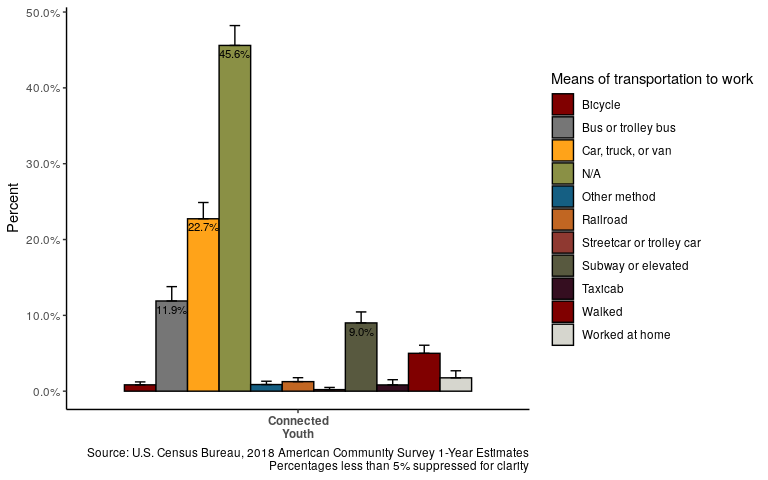 50.0%
40.0%
30.0%
20.0%
10.0%
0.0%
Percent
45.6%
22.7%
11.9%
9.0%
Connected
Youth
Means of transportation to work
Bicycle
Bus or trolley bus
Car, truck, or van
N/A
Other method
Railroad
Streetcar or trolley car
Subway or elevated
Taxicab
Walked
Worked at home
Source: U.S. Census Bureau, 2018 American Community Survey 1-Year Estimates
Percentages less than 5% suppressed for clarity